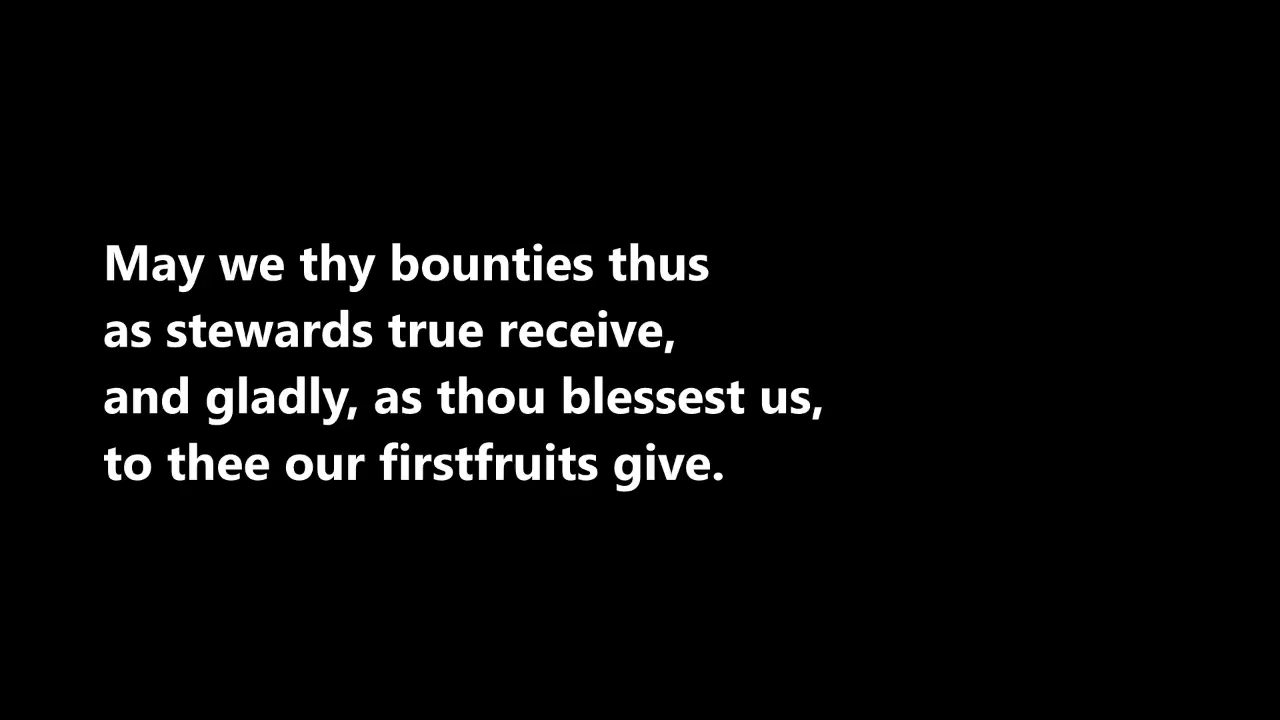 May we thy bounties thus
as stewards true receive,
and gladly, as thou blessest us,
to thee our firstfruits give.